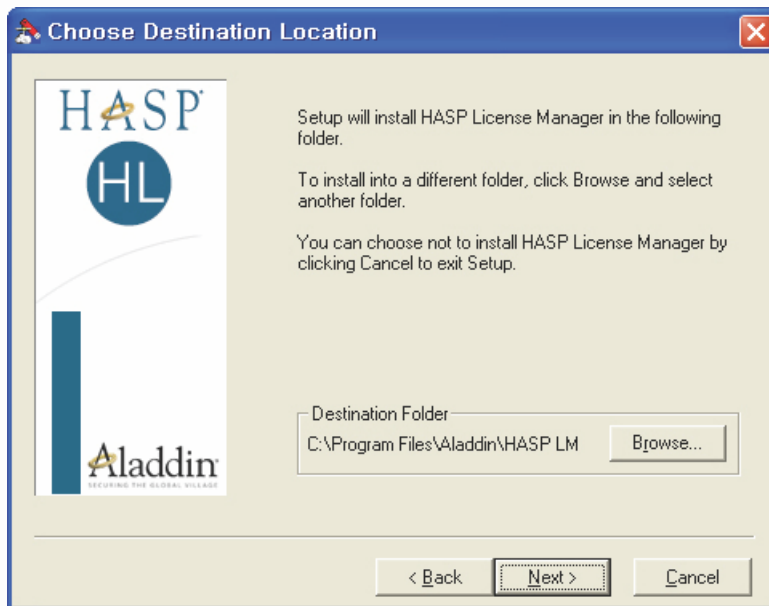 Choose Destination Location
HASP
HL
Aladdin
SECURING THE GLOBAL VILLAGE
Setup will install HASP License Manager in the following
folder.
To install into a different folder, click Browse and select
another folder.
You can choose not to install HASP License Manager by
clicking Cancel to exit Setup.
Destination Folder
C:\Program Files\Aladdin\HASP LM
Browse...
< Back
Next >
Cancel